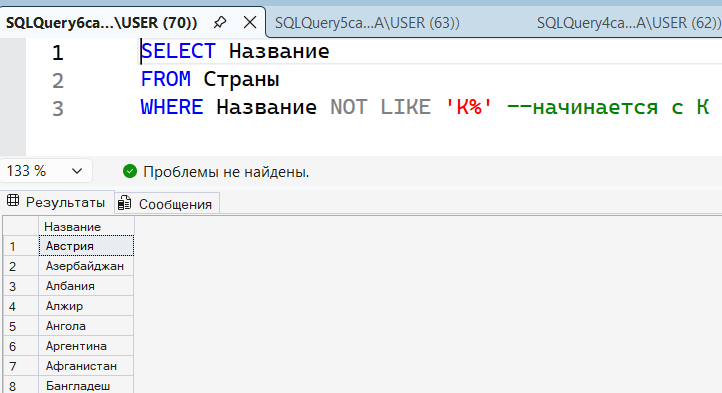 SQLQuery6ca...\USER (70)) SQLQuery5ca...A\USER (63)) SQLQuery4ca...A\USER (62))
1 SELECT Название
2 FROM Страны
3 WHERE Название NOT LIKE 'К%' --начинается с К
133 % Проблемы не найдены.
Результаты Сообщения
Название
1 Австрия
2 Азербайджан
3 Албания
4 Алжир
5 Ангола
6 Аргентина
7 Афганистан
8 Бангладеш